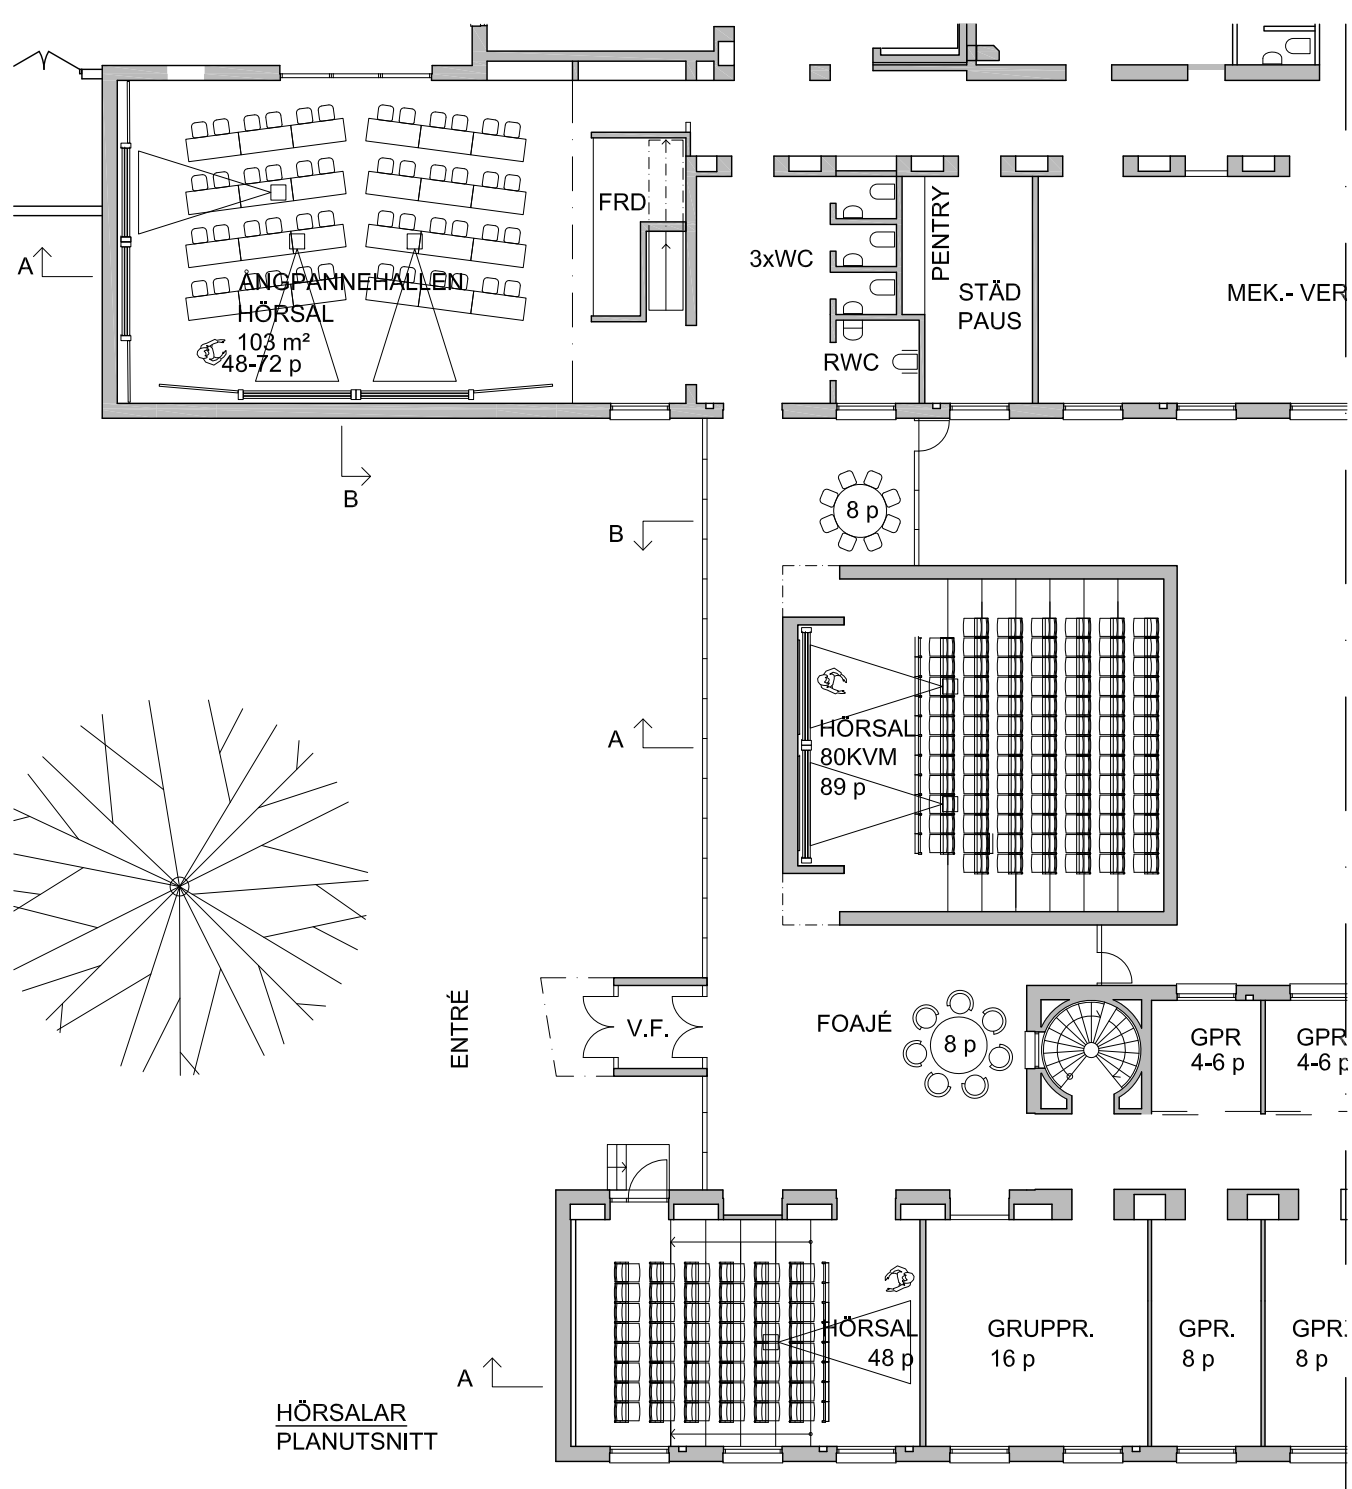 FRD
3xWC
PENTRY
A
ÅNGPANNEHALLEN
HÖRSAL
103 m²
48-72 p
STÄD
PAUS
MEK.- VER
RWC
B
8 p
B
A
HÖRSAL
80KVM
89 p
ENTRÉ
V.F.
FOAJÉ
8 p
GPR
4-6 p
GPR
4-6 p
HÖRSAL
48 p
GRUPPR.
16 p
GPR.
8 p
GPR.
8 p
A
HÖRSALAR
PLANUTSNITT